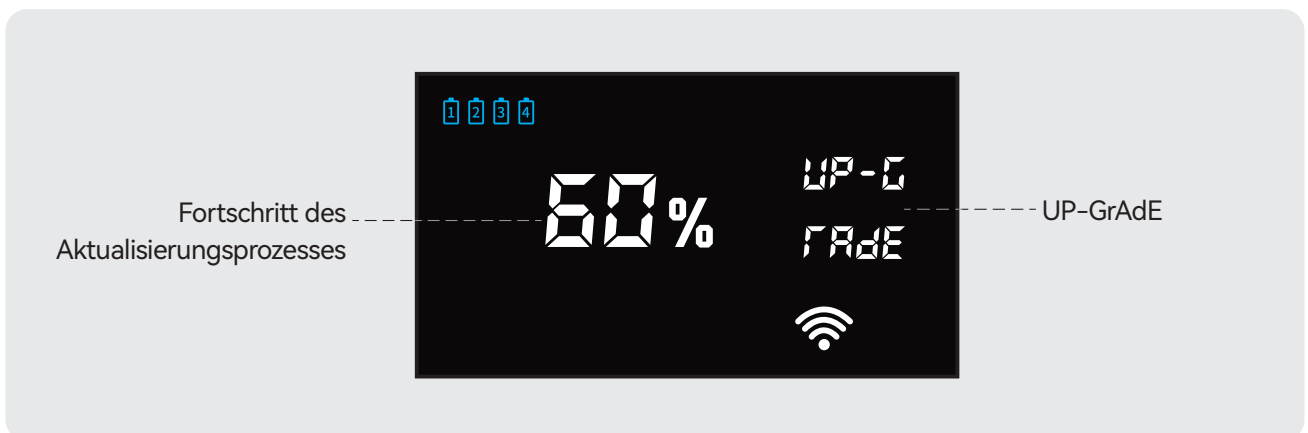 1 2 3 4
Fortschritt des
Aktualisierungsprozesses
60%
UP-G
rAdE
UP-GrAdE